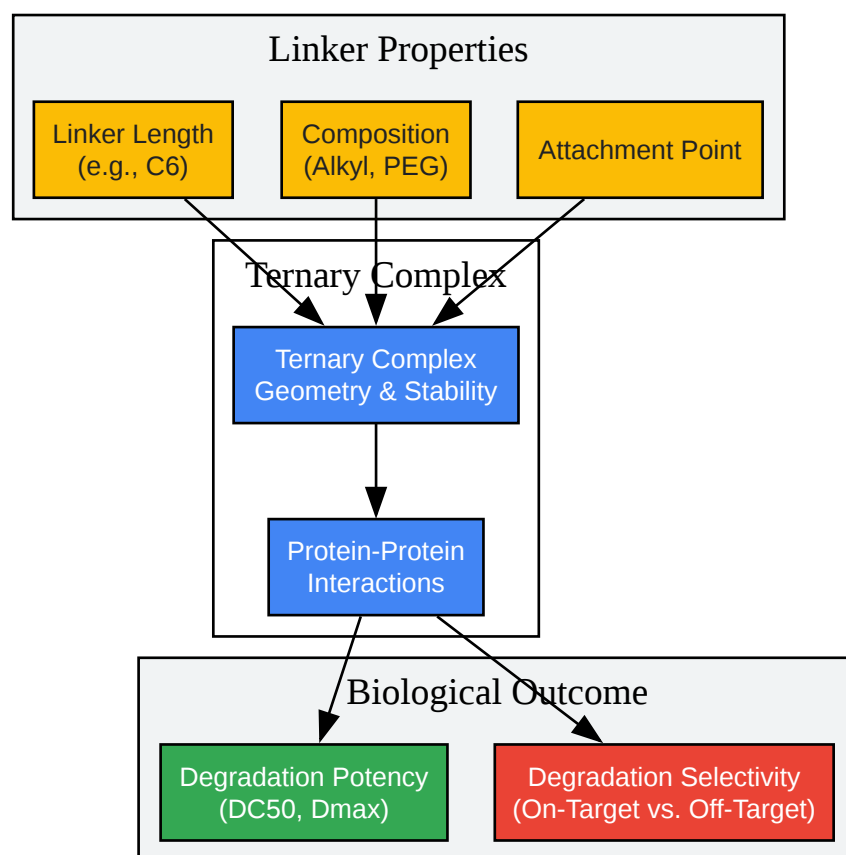 Linker Properties
Linker Length
(e.g., C6)
Composition
(Alkyl, PEG)
Attachment Point
Ternary Complex
Ternary Complex
Geometry & Stability
Protein-Protein
Interactions
Biological Outcome
Degradation Potency
(DC50, Dmax)
Degradation Selectivity
(On-Target vs. Off-Target)